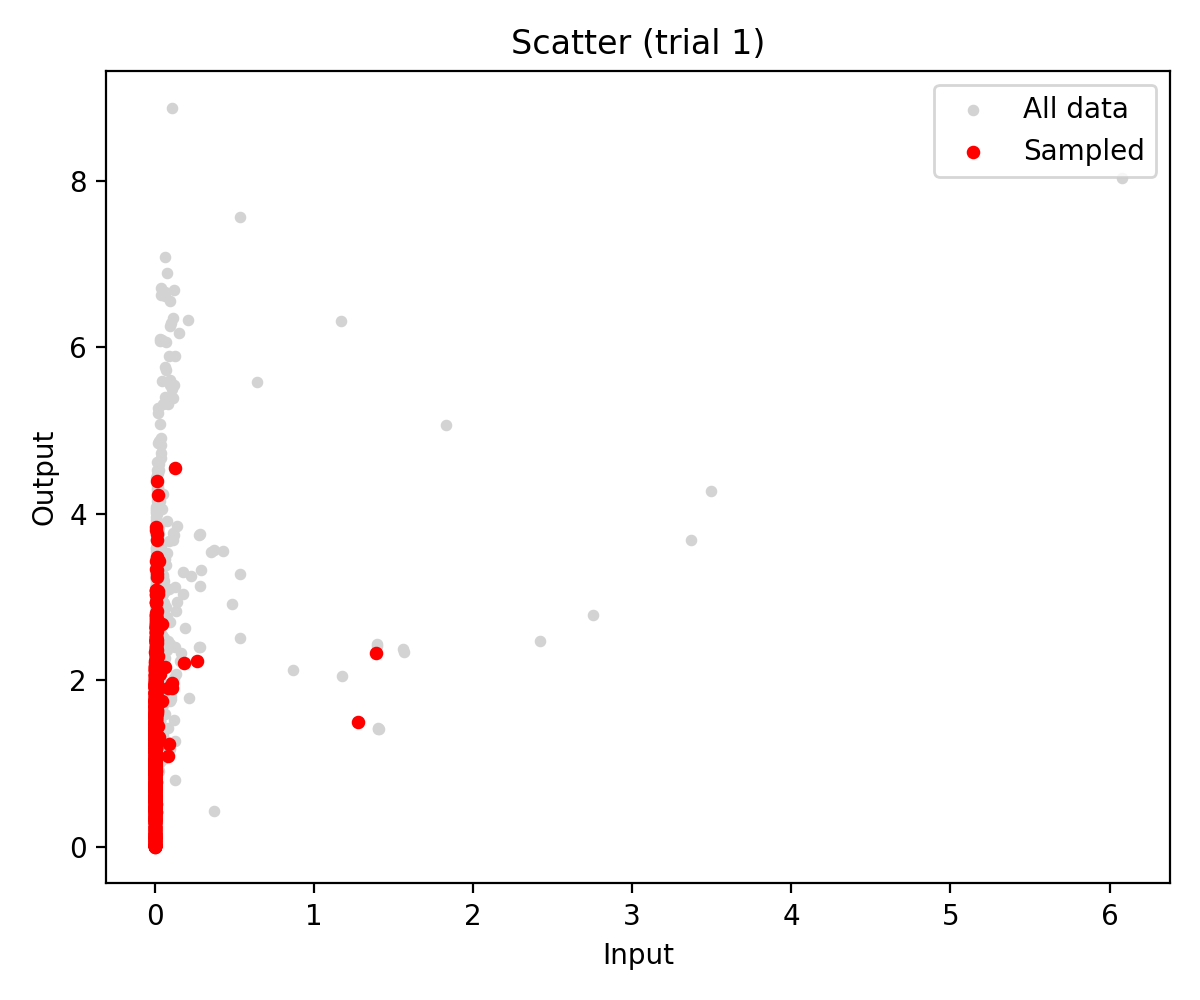 Scatter (trial 1)
All data
Sampled
Output
8
6
4
2
0
0 1 2 3 4 5 6
Input